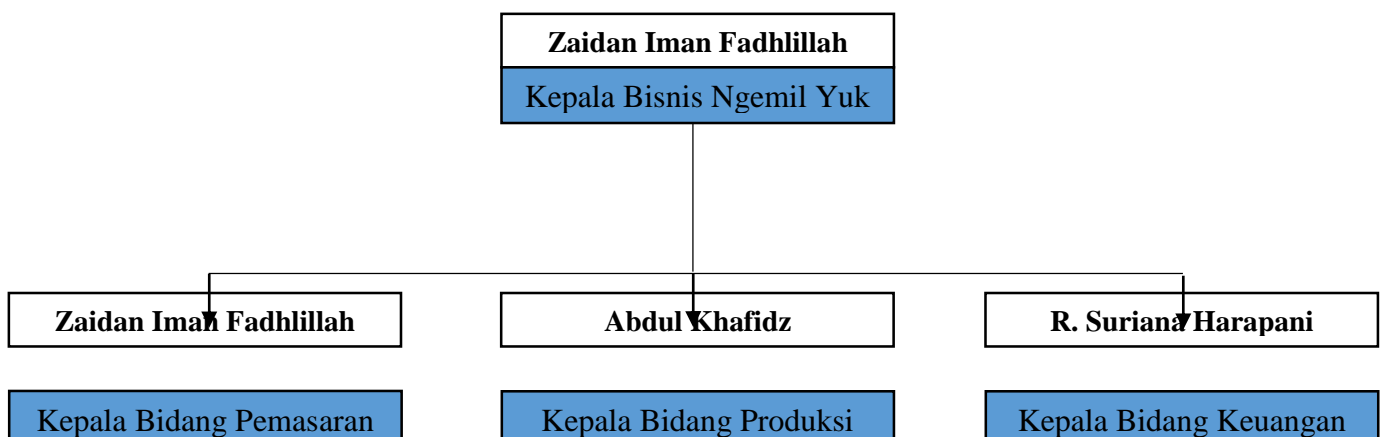 Zaidan Iman Fadhlillah
Kepala Bisnis Ngemil Yuk
Zaidan Iman Fadhlillah
Abdul Khafidz
R. Suriana Harapani
Kepala Bidang Pemasaran
Kepala Bidang Produksi
Kepala Bidang Keuangan